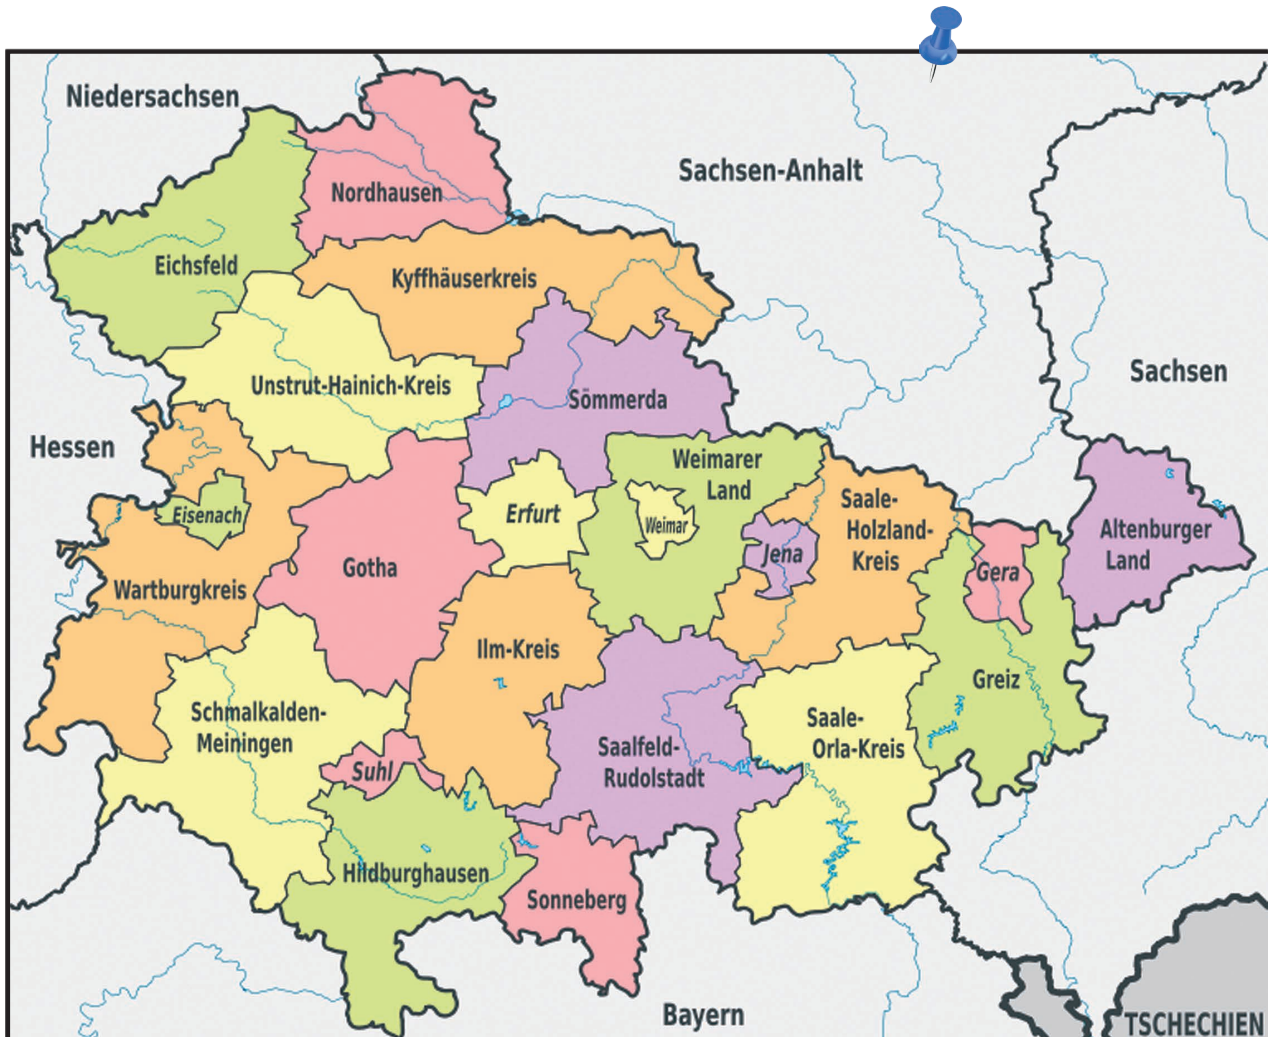 Niedersachsen
Sachsen-Anhalt
Nordhausen
Eichsfeld
Kyffhäuserkreis
Unstrut-Hainich-Kreis
Sömmerda
Sachsen
Hessen
Weimarer
Land
Eisenach
Erfurt
Weimar
Saale-
Holzland-
Kreis
Altenburger
Land
Jena
Gera
Gotha
Wartburgkreis
Ilm-Kreis
Greiz
Schmalkalden-
Meiningen
Saale-
Orla-Kreis
Suhl
Saalfeld-
Rudolstadt
Hildburghausen
Sonneberg
Bayern
TSCHECHIEN